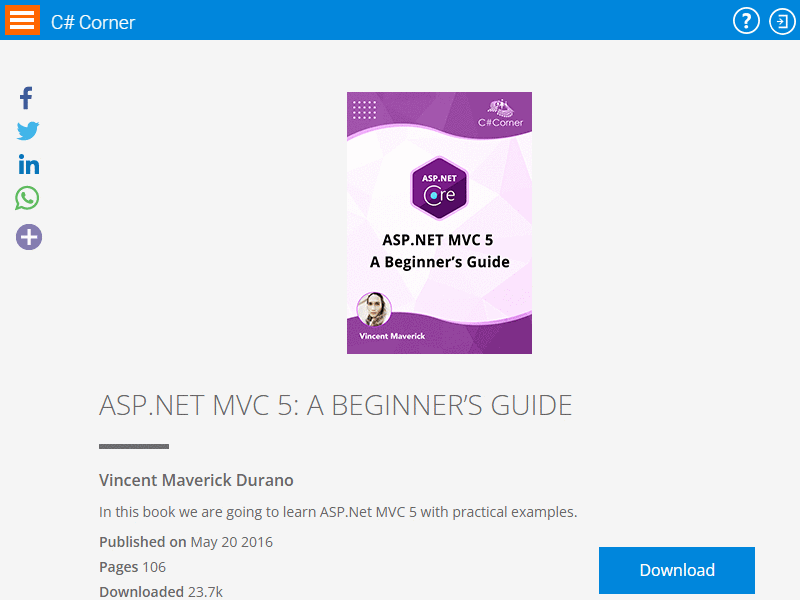 C# Corner
?
C#Corner
ASP.NET
Core
ASP.NET MVC 5
A Beginner's Guide
Vincent Maverick
ASP.NET MVC 5: A BEGINNER'S GUIDE
Vincent Maverick Durano
In this book we are going to learn ASP.Net MVC 5 with practical examples.
Published on May 20 2016
Pages 106
Downloaded 23.7k
Download